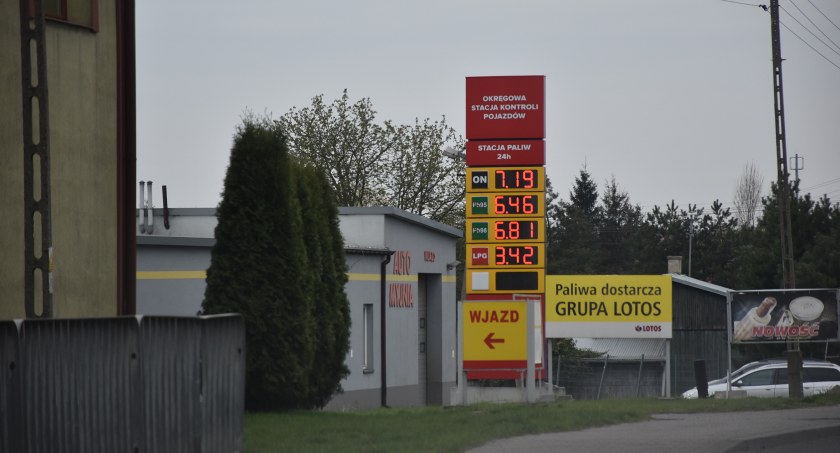 OKRĘGOWA
STACJA KONTROLI
POJAZDÓW
STACJA PALIW
24h
ON 7.19
Pb95 6.46
Pb98 6.81
LPG 3.42
AUTO
MYJNIA
WJAZD
Paliwa dostarcza
GRUPA LOTOS
LOTOS
NOWOŚĆ